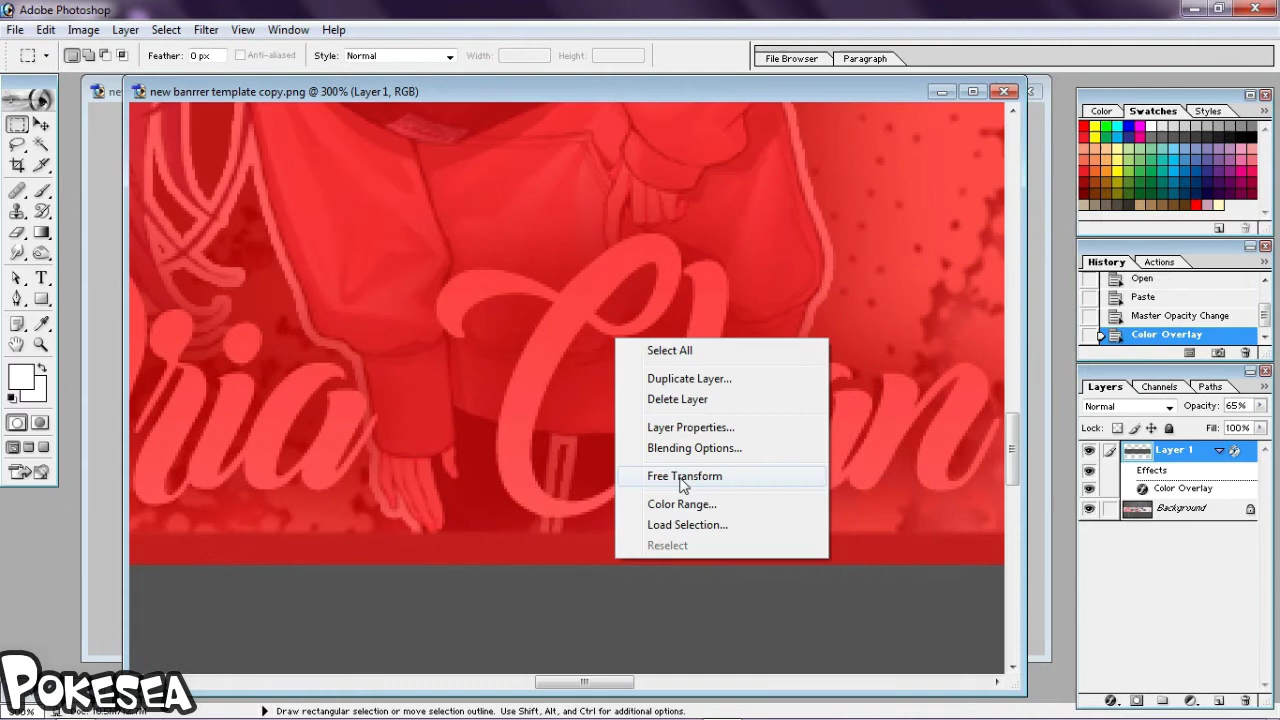 Adobe Photoshop
File Edit Image Layer Select Filter View Window Help
Feather: 0 px Anti-aliased Style: Normal Width: Height: File Browser Paragraph
new banrrer template copy.png @ 300% (Layer 1, RGB)
Color Swatches Styles
History Actions
Open
Paste
Master Opacity Change
Color Overlay
Layers Channels Paths
Normal Opacity: 65%
Lock: Fill: 100%
Layer 1
Effects
Color Overlay
Background
Select All
Duplicate Layer...
Delete Layer
Layer Properties...
Blending Options...
Free Transform
Color Range...
Load Selection...
Reselect
POKESEA
Draw rectangular selection or move selection outline. Use Shift, Alt, and Ctrl for additional options.